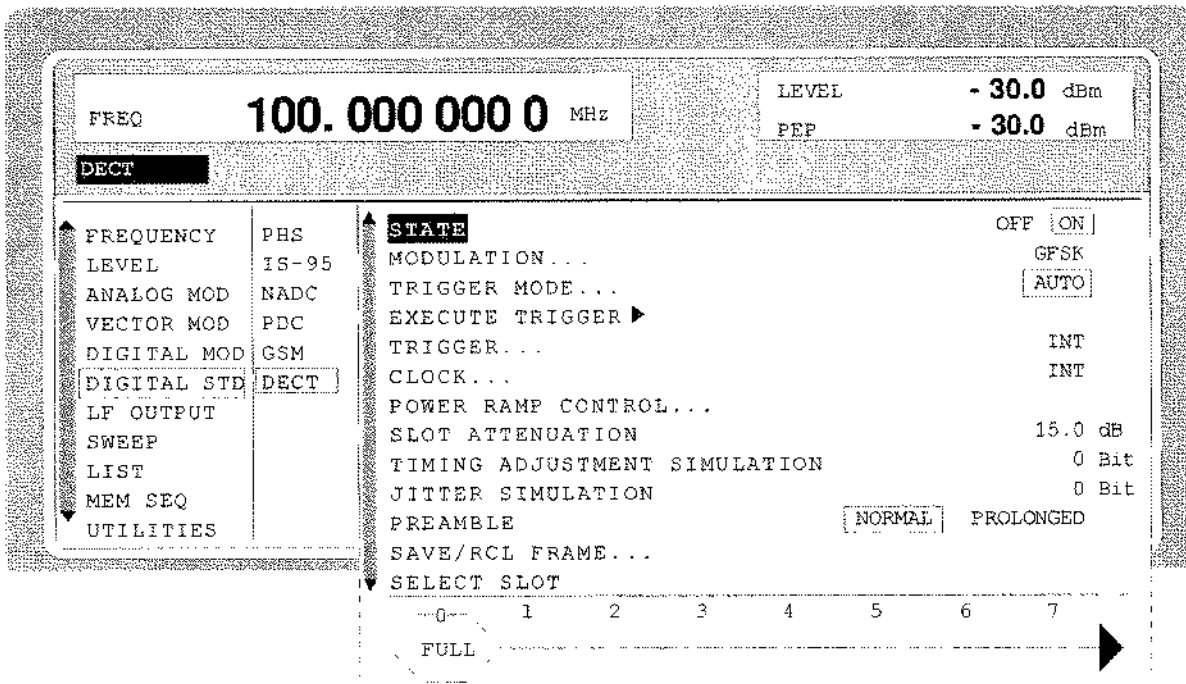 FREQ 100. 000 000 0 MHz
LEVEL - 30.0 dBm
PEP - 30.0 dBm
DECT
FREQUENCY
LEVEL
ANALOG MOD
VECTOR MOD
DIGITAL MOD
DIGITAL STD
LF OUTPUT
SWEEP
LIST
MEM SEQ
UTILITIES
PHS
IS-95
NADC
PDC
GSM
DECT
STATE OFF ON
MODULATION... GFSK
TRIGGER MODE... AUTO
EXECUTE TRIGGER ▶
TRIGGER... INT
CLOCK... INT
POWER RAMP CONTROL...
SLOT ATTENUATION 15.0 dB
TIMING ADJUSTMENT SIMULATION 0 Bit
JITTER SIMULATION 0 Bit
PREAMBLE NORMAL PROLONGED
SAVE/RCL FRAME...
SELECT SLOT
0 1 2 3 4 5 6 7
FULL